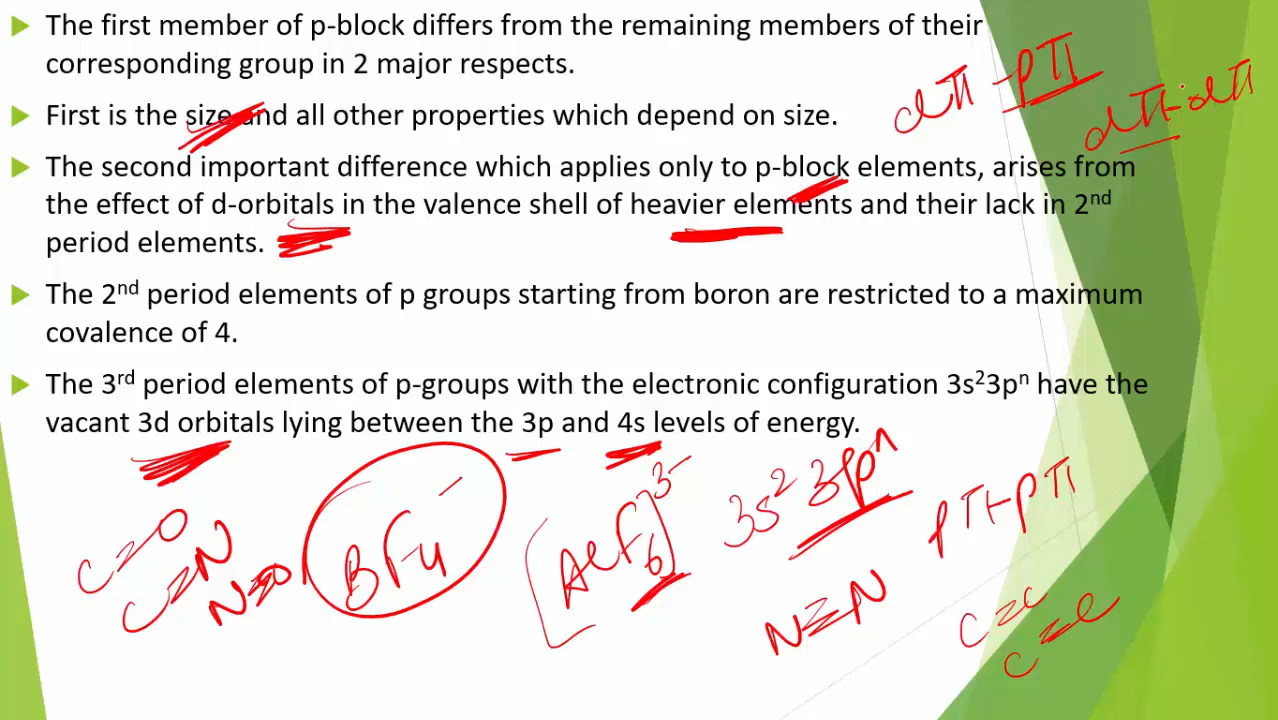 The first member of p-block differs from the remaining members of their
corresponding group in 2 major respects.
dπ-pπ
dπ-dπ
First is the size and all other properties which depend on size.
The second important difference which applies only to p-block elements, arises from
the effect of d-orbitals in the valence shell of heavier elements and their lack in 2nd
period elements.
The 2nd period elements of p groups starting from boron are restricted to a maximum
covalence of 4.
The 3rd period elements of p-groups with the electronic configuration 3s²3pⁿ have the
vacant 3d orbitals lying between the 3p and 4s levels of energy.
C=O
C≡N
N=O
BF4⁻
[AlF6]³⁻
3s² 3pⁿ
pπ-pπ
N≡N
C=C
C≡C